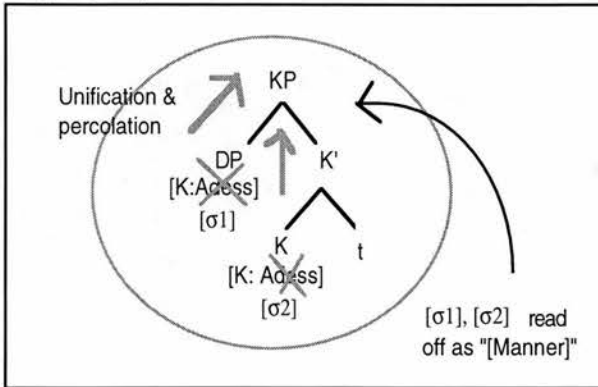 KP
Unification &
percolation
DP K'
[K:Adess]
[σ1]
K t
[K: Adess]
[σ2]
[σ1], [σ2] read
off as "[Manner]"